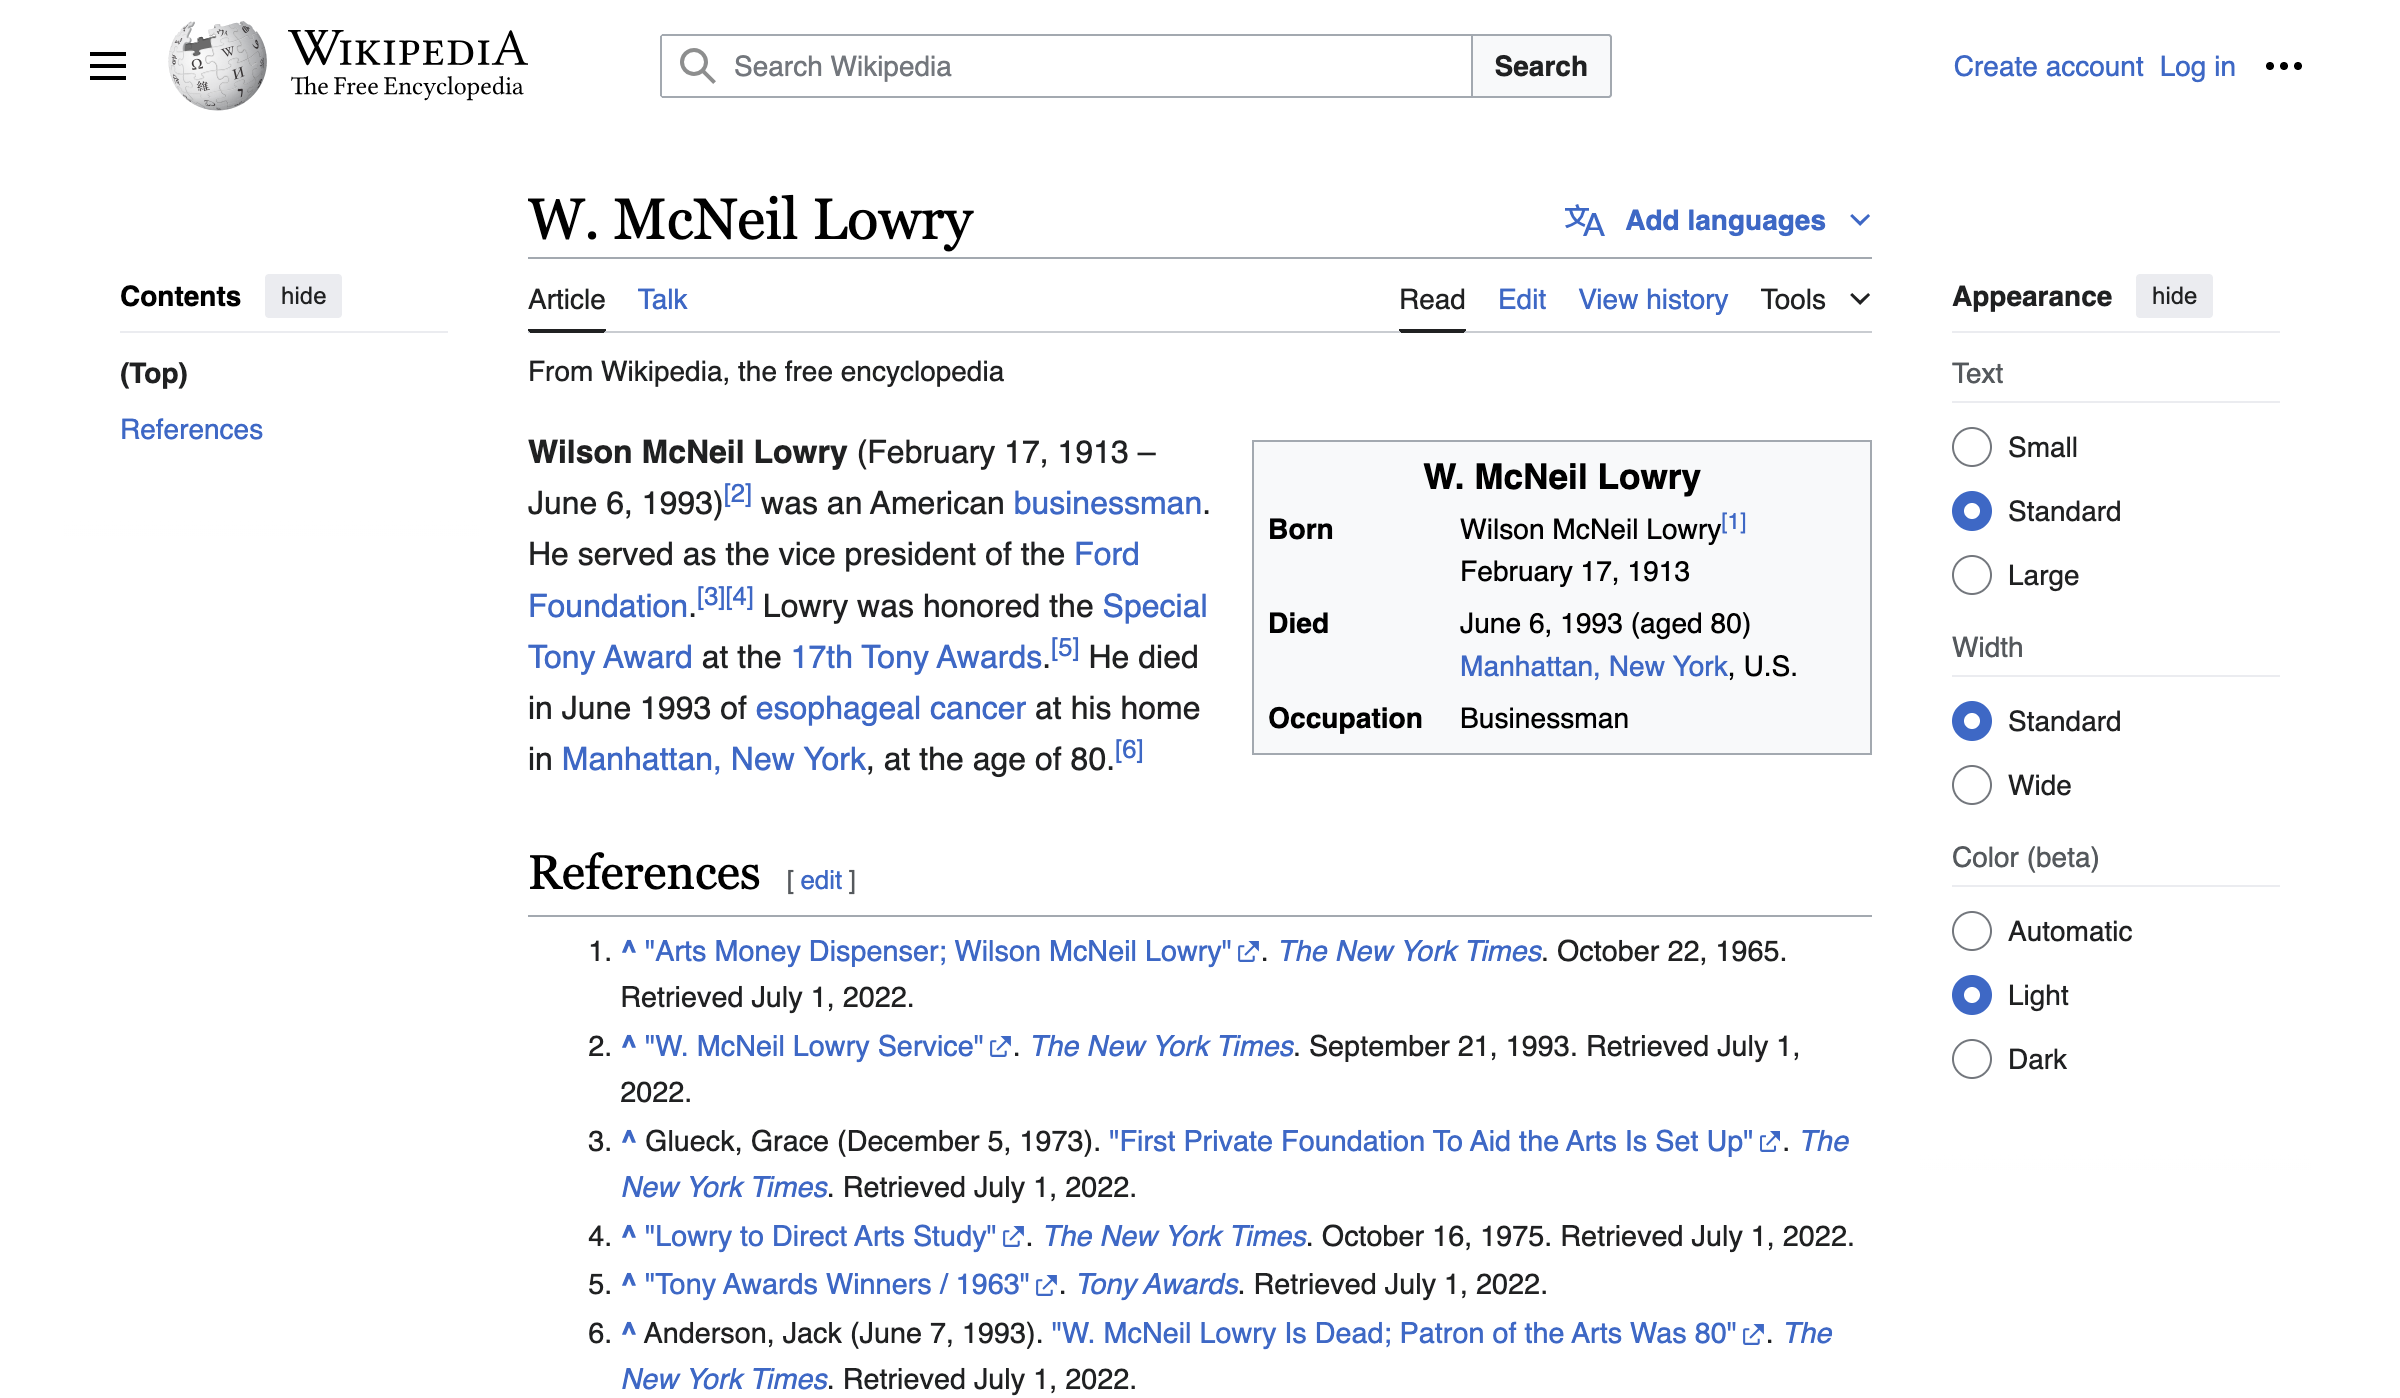 WIKIPEDIA
The Free Encyclopedia
Search Wikipedia
Search
Create account Log in
W. McNeil Lowry
Add languages
Contents hide
(Top)
References
Article Talk
Read Edit View history Tools
From Wikipedia, the free encyclopedia
Wilson McNeil Lowry (February 17, 1913 –
June 6, 1993)[2] was an American businessman.
He served as the vice president of the Ford
Foundation.[3][4] Lowry was honored the Special
Tony Award at the 17th Tony Awards.[5] He died
in June 1993 of esophageal cancer at his home
in Manhattan, New York, at the age of 80.[6]
W. McNeil Lowry
Born Wilson McNeil Lowry[1]
February 17, 1913
Died June 6, 1993 (aged 80)
Manhattan, New York, U.S.
Occupation Businessman
References [ edit ]
1. ^ "Arts Money Dispenser; Wilson McNeil Lowry". The New York Times. October 22, 1965.
Retrieved July 1, 2022.
2. ^ "W. McNeil Lowry Service". The New York Times. September 21, 1993. Retrieved July 1,
2022.
3. ^ Glueck, Grace (December 5, 1973). "First Private Foundation To Aid the Arts Is Set Up". The
New York Times. Retrieved July 1, 2022.
4. ^ "Lowry to Direct Arts Study". The New York Times. October 16, 1975. Retrieved July 1, 2022.
5. ^ "Tony Awards Winners / 1963". Tony Awards. Retrieved July 1, 2022.
6. ^ Anderson, Jack (June 7, 1993). "W. McNeil Lowry Is Dead; Patron of the Arts Was 80". The
New York Times. Retrieved July 1, 2022.
Appearance hide
Text
Small
Standard
Large
Width
Standard
Wide
Color (beta)
Automatic
Light
Dark